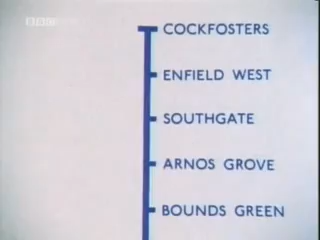 BBC
COCKFOSTERS
ENFIELD WEST
SOUTHGATE
ARNOS GROVE
BOUNDS GREEN